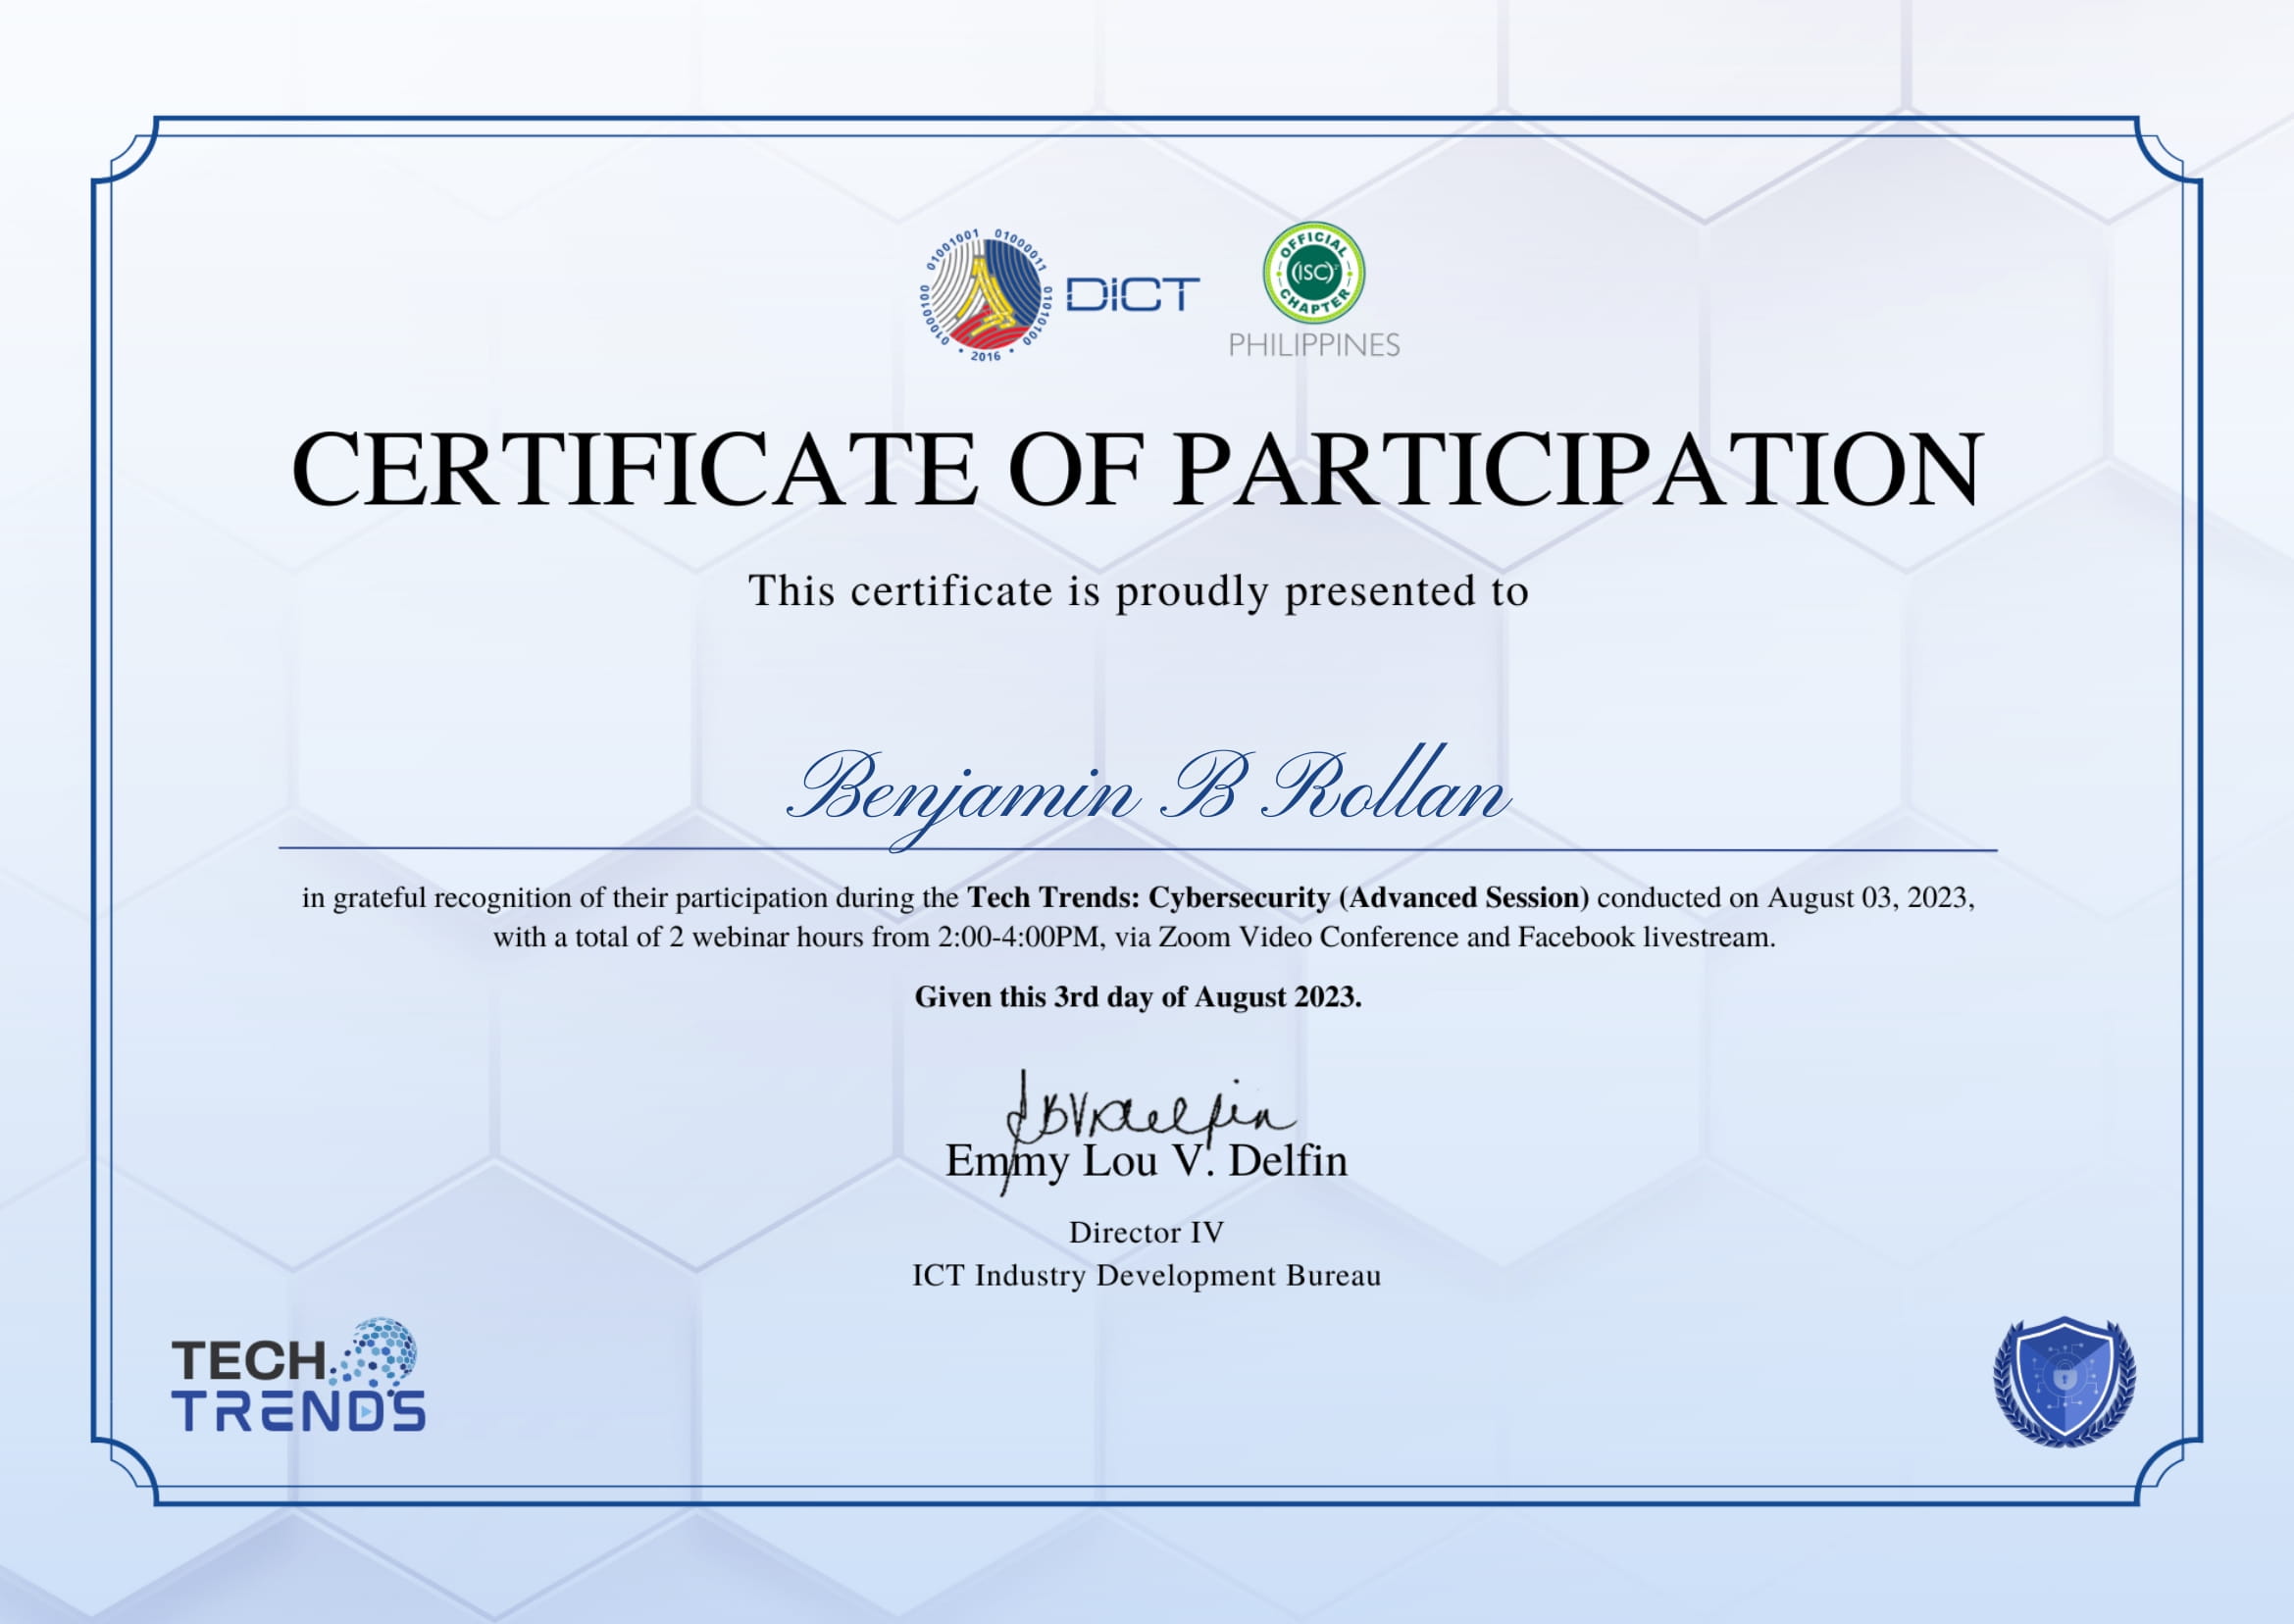 01001001 01000011 01010100 01000100
• 2016 •
DICT
OFFICIAL
(ISC)²
CHAPTER
PHILIPPINES
CERTIFICATE OF PARTICIPATION
This certificate is proudly presented to
Benjamin B Rollan
in grateful recognition of their participation during the Tech Trends: Cybersecurity (Advanced Session) conducted on August 03, 2023,
with a total of 2 webinar hours from 2:00-4:00PM, via Zoom Video Conference and Facebook livestream.
Given this 3rd day of August 2023.
Emmy Lou V. Delfin
Director IV
ICT Industry Development Bureau
TECH
TRENDS